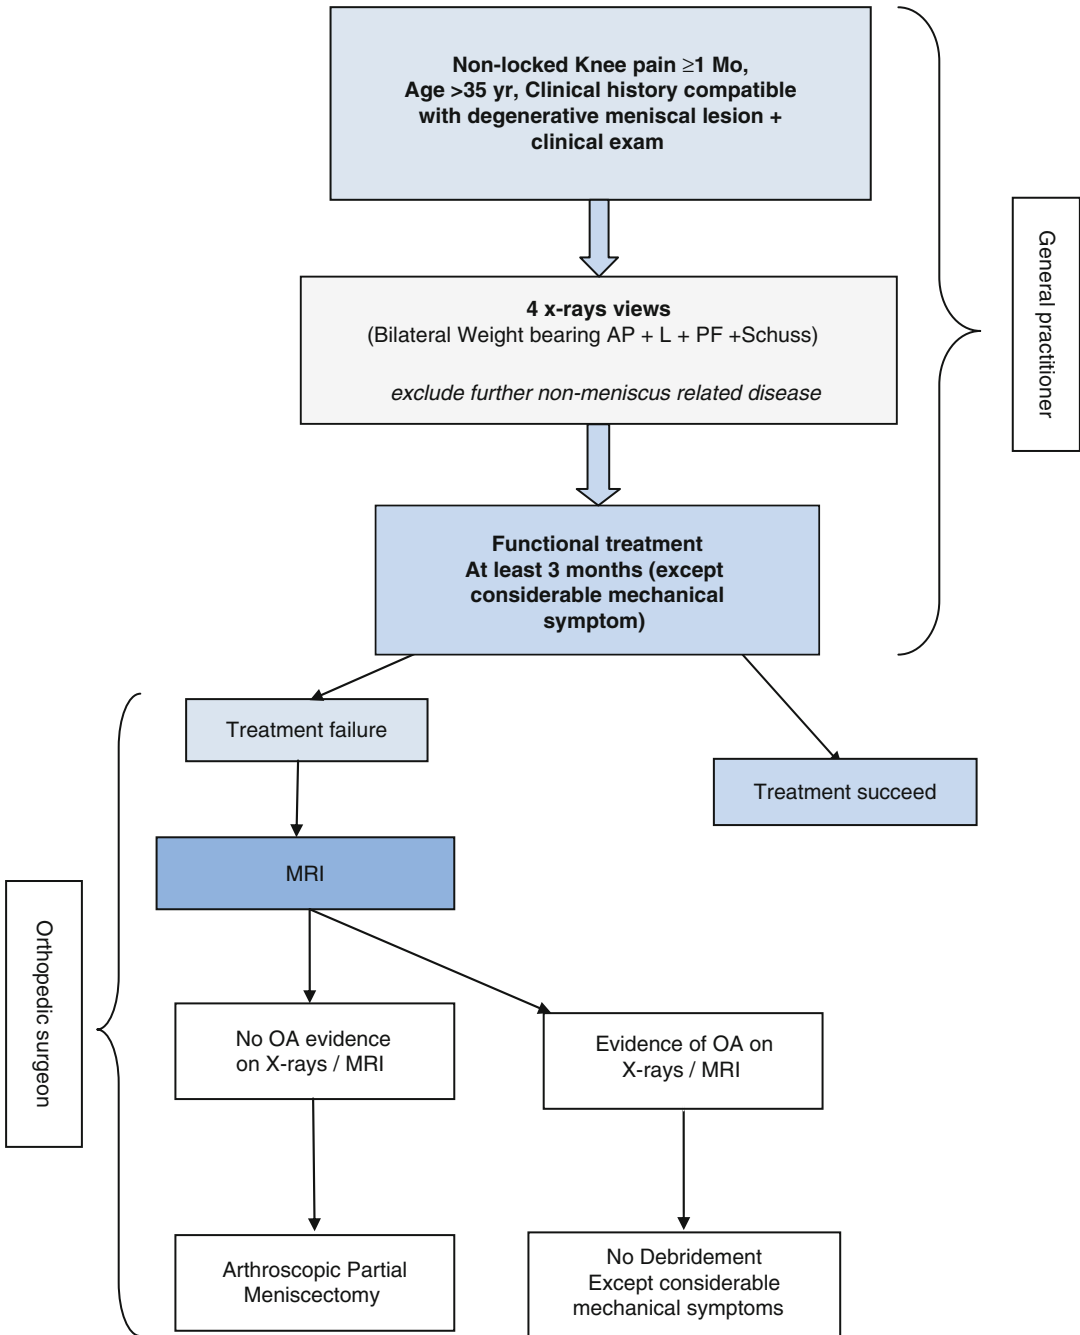 Non-locked Knee pain ≥1 Mo,
Age >35 yr, Clinical history compatible
with degenerative meniscal lesion +
clinical exam
General practitioner
4 x-rays views
(Bilateral Weight bearing AP + L + PF +Schuss)
exclude further non-meniscus related disease
Functional treatment
At least 3 months (except
considerable mechanical
symptom)
Treatment failure
Treatment succeed
MRI
Orthopedic surgeon
No OA evidence
on X-rays / MRI
Evidence of OA on
X-rays / MRI
Arthroscopic Partial
Meniscectomy
No Debridement
Except considerable
mechanical symptoms